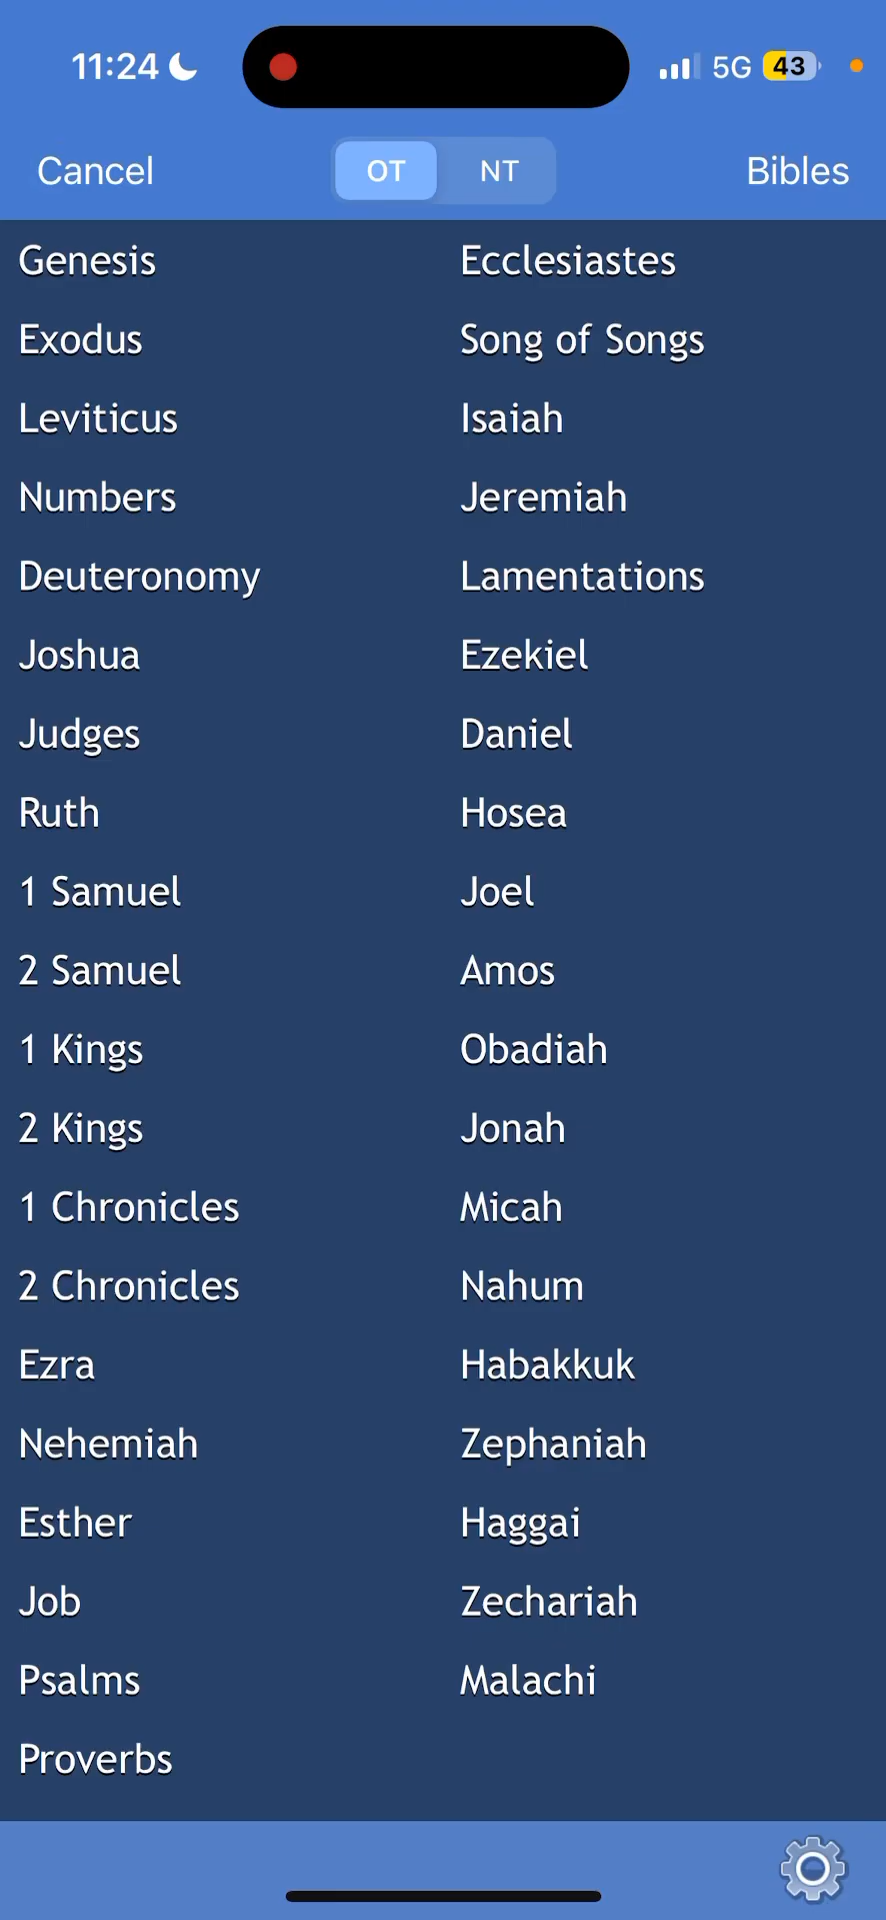 11:24 5G 43
Cancel OT NT Bibles
Genesis
Exodus
Leviticus
Numbers
Deuteronomy
Joshua
Judges
Ruth
1 Samuel
2 Samuel
1 Kings
2 Kings
1 Chronicles
2 Chronicles
Ezra
Nehemiah
Esther
Job
Psalms
Proverbs
Ecclesiastes
Song of Songs
Isaiah
Jeremiah
Lamentations
Ezekiel
Daniel
Hosea
Joel
Amos
Obadiah
Jonah
Micah
Nahum
Habakkuk
Zephaniah
Haggai
Zechariah
Malachi